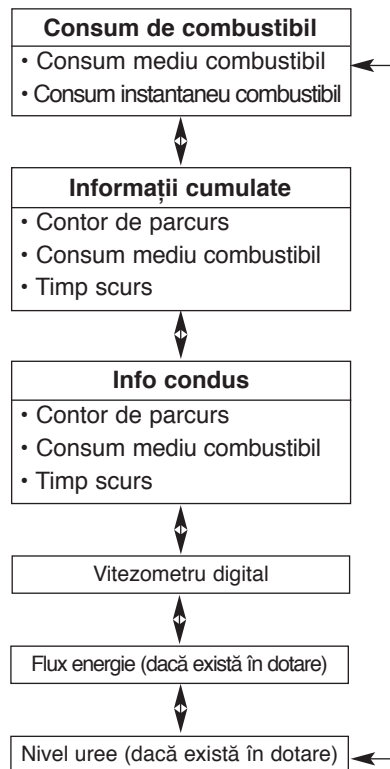 Consum de combustibil
• Consum mediu combustibil
• Consum instantaneu combustibil
Informații cumulate
• Contor de parcurs
• Consum mediu combustibil
• Timp scurs
Info condus
• Contor de parcurs
• Consum mediu combustibil
• Timp scurs
Vitezometru digital
Flux energie (dacă există în dotare)
Nivel uree (dacă există în dotare)